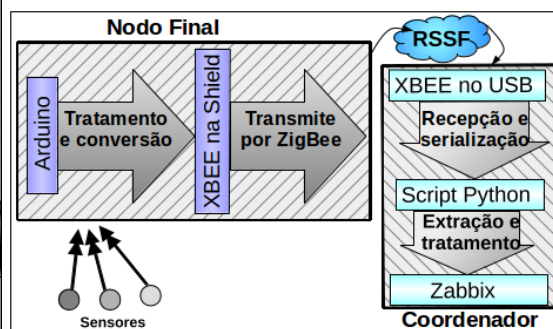 Nodo Final
RSSF
Arduino
Tratamento
e conversão
XBEE na Shield
Transmite
por ZigBee
Sensores
XBEE no USB
Recepção e
serialização
Script Python
Extração e
tratamento
Zabbix
Coordenador